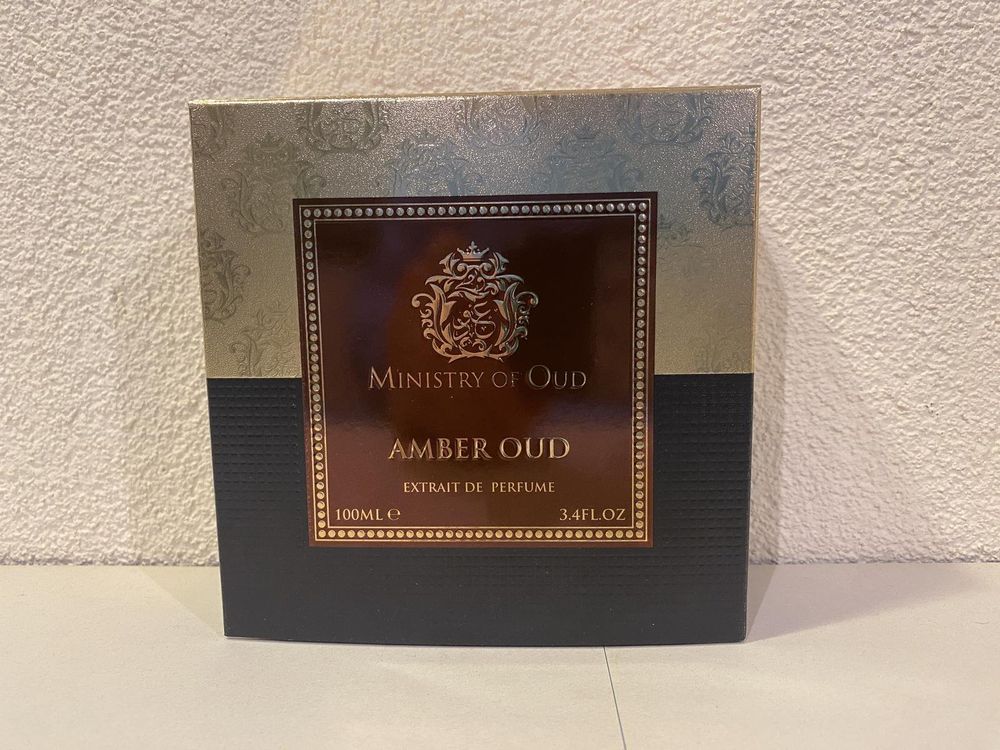 MINISTRY OF OUD
AMBER OUD
EXTRAIT DE PERFUME
100ML ℮
3.4FL.OZ